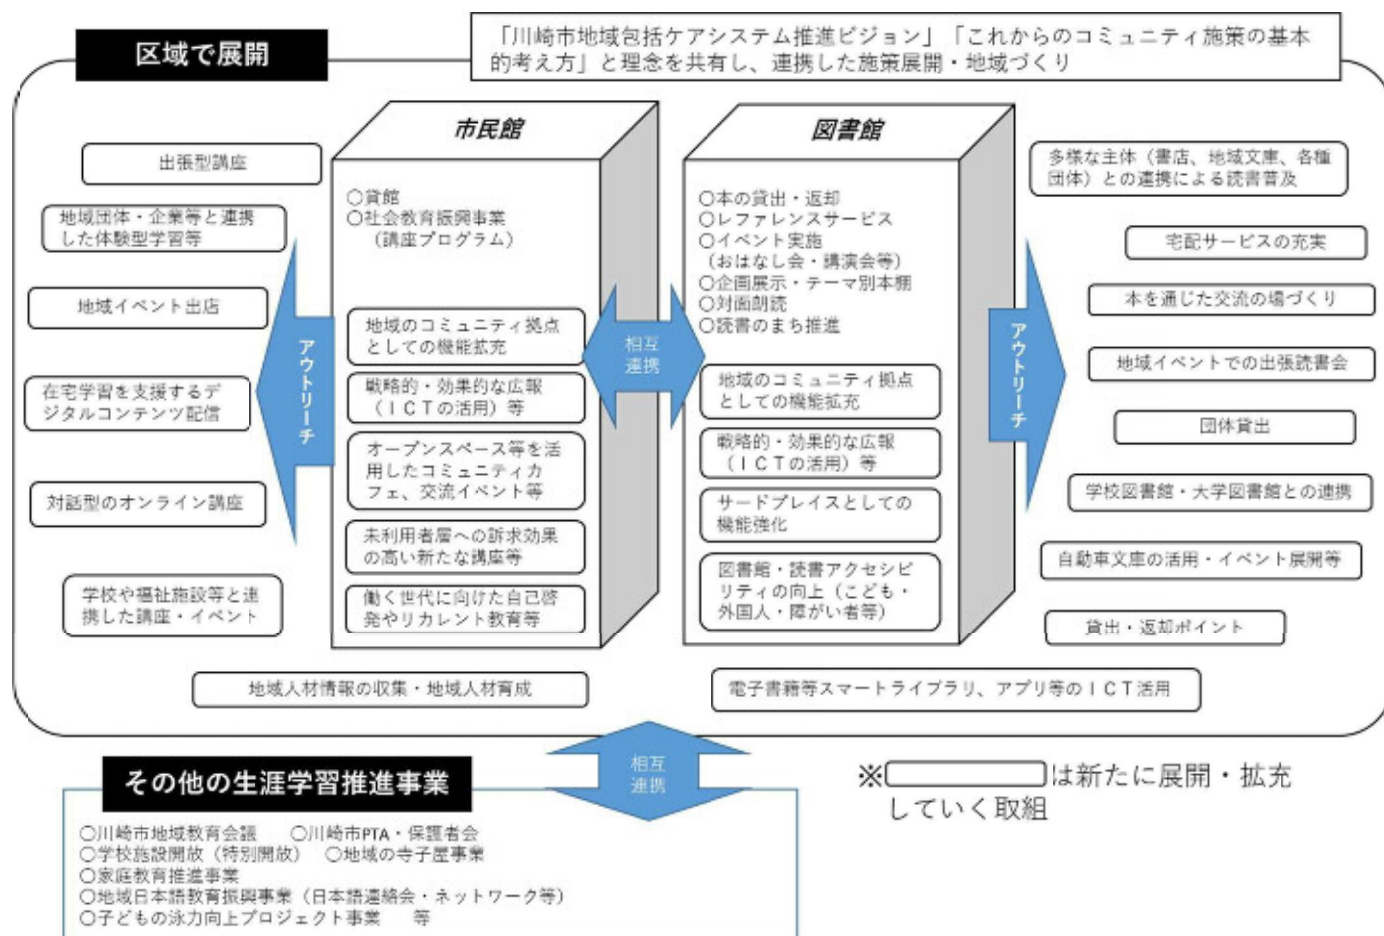 区域で展開
「川崎市地域包括ケアシステム推進ビジョン」「これからのコミュニティ施策の基本
的考え方」と理念を共有し、連携した施策展開・地域づくり
出張型講座
地域団体・企業等と連携
した体験型学習等
地域イベント出店
在宅学習を支援するデ
ジタルコンテンツ配信
対話型のオンライン講座
学校や福祉施設等と連
携した講座・イベント
アウトリーチ
市民館
○貸館
○社会教育振興事業
（講座プログラム）
地域のコミュニティ拠点
としての機能拡充
戦略的・効果的な広報
（ＩＣＴの活用）等
オープンスペース等を活
用したコミュニティカ
フェ、交流イベント等
未利用者層への訴求効果
の高い新たな講座等
働く世代に向けた自己啓
発やリカレント教育等
相互
連携
図書館
○本の貸出・返却
○レファレンスサービス
○イベント実施
（おはなし会・講演会等）
○企画展示・テーマ別本棚
○対面朗読
○読書のまち推進
地域のコミュニティ拠点
としての機能拡充
戦略的・効果的な広報
（ＩＣＴの活用）等
サードプレイスとしての
機能強化
図書館・読書アクセシビ
リティの向上（こども・
外国人・障がい者等）
アウトリーチ
多様な主体（書店、地域文庫、各種
団体）との連携による読書普及
宅配サービスの充実
本を通じた交流の場づくり
地域イベントでの出張読書会
団体貸出
学校図書館・大学図書館との連携
自動車文庫の活用・イベント展開等
貸出・返却ポイント
地域人材情報の収集・地域人材育成
電子書籍等スマートライブラリ、アプリ等のＩＣＴ活用
相互
連携
その他の生涯学習推進事業
○川崎市地域教育会議　○川崎市PTA・保護者会
○学校施設開放（特別開放）　○地域の寺子屋事業
○家庭教育推進事業
○地域日本語教育振興事業（日本語連絡会・ネットワーク等）
○子どもの泳力向上プロジェクト事業　等
※　は新たに展開・拡充
していく取組